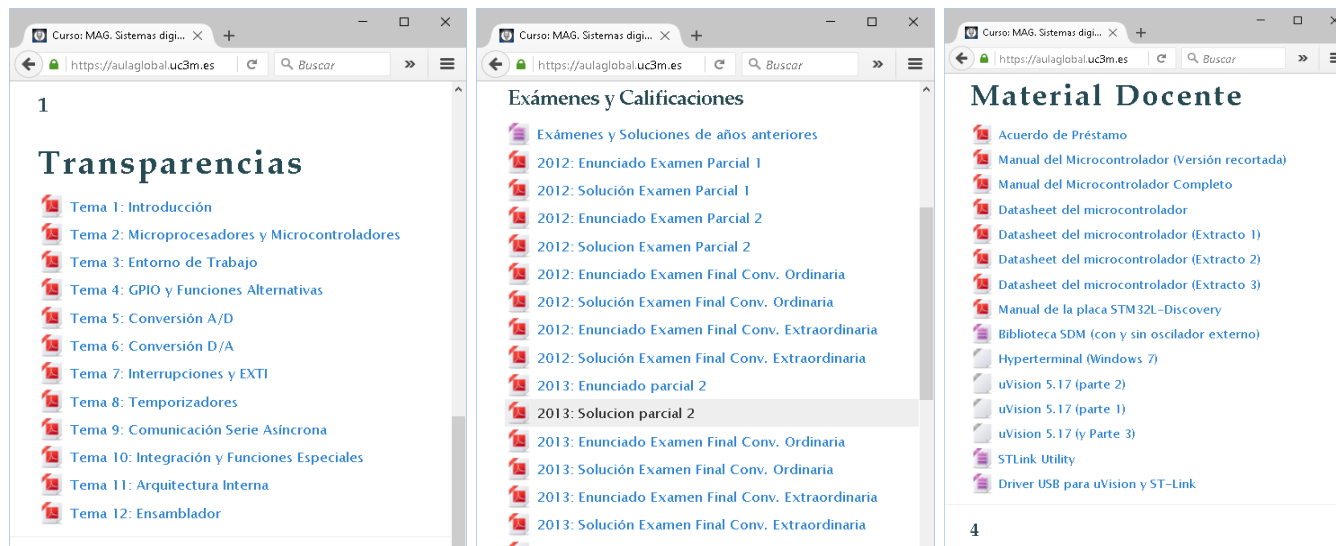 Curso: MAG. Sistemas digi...
https://aulaglobal.uc3m.es
Buscar
1
Transparencias
Tema 1: Introducción
Tema 2: Microprocesadores y Microcontroladores
Tema 3: Entorno de Trabajo
Tema 4: GPIO y Funciones Alternativas
Tema 5: Conversión A/D
Tema 6: Conversión D/A
Tema 7: Interrupciones y EXTI
Tema 8: Temporizadores
Tema 9: Comunicación Serie Asíncrona
Tema 10: Integración y Funciones Especiales
Tema 11: Arquitectura Interna
Tema 12: Ensamblador
Curso: MAG. Sistemas digi...
https://aulaglobal.uc3m.es
Buscar
Exámenes y Calificaciones
Exámenes y Soluciones de años anteriores
2012: Enunciado Examen Parcial 1
2012: Solución Examen Parcial 1
2012: Enunciado Examen Parcial 2
2012: Solucion Examen Parcial 2
2012: Enunciado Examen Final Conv. Ordinaria
2012: Solución Examen Final Conv. Ordinaria
2012: Enunciado Examen Final Conv. Extraordinaria
2012: Solución Examen Final Conv. Extraordinaria
2013: Enunciado parcial 2
2013: Solucion parcial 2
2013: Enunciado Examen Final Conv. Ordinaria
2013: Solución Examen Final Conv. Ordinaria
2013: Enunciado Examen Final Conv. Extraordinaria
2013: Solución Examen Final Conv. Extraordinaria
Curso: MAG. Sistemas digi...
https://aulaglobal.uc3m.es
Buscar
Material Docente
Acuerdo de Préstamo
Manual del Microcontrolador (Versión recortada)
Manual del Microcontrolador Completo
Datasheet del microcontrolador
Datasheet del microcontrolador (Extracto 1)
Datasheet del microcontrolador (Extracto 2)
Datasheet del microcontrolador (Extracto 3)
Manual de la placa STM32L-Discovery
Biblioteca SDM (con y sin oscilador externo)
Hyperterminal (Windows 7)
uVision 5.17 (parte 2)
uVision 5.17 (parte 1)
uVision 5.17 (y Parte 3)
STLink Utility
Driver USB para uVision y ST-Link
4